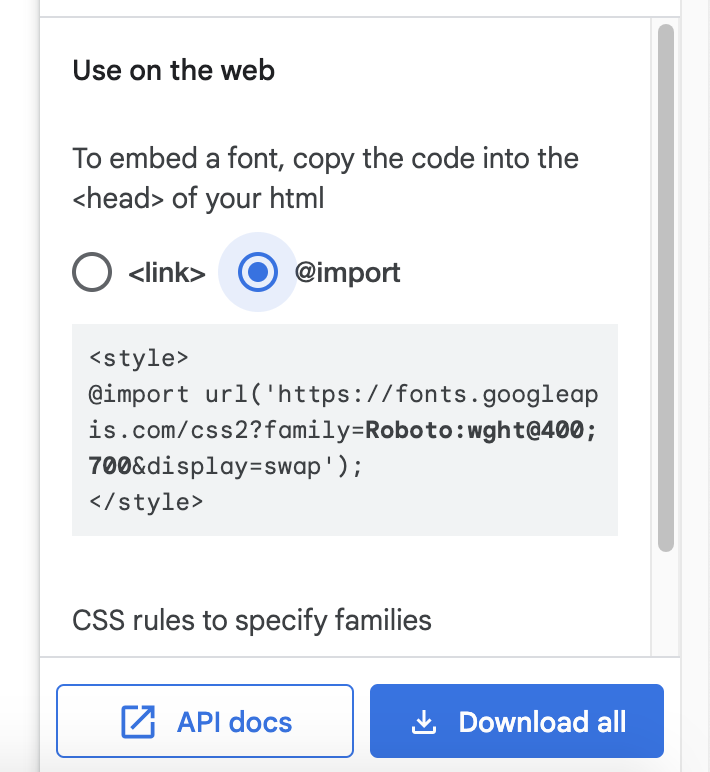 Use on the web
To embed a font, copy the code into the
<head> of your html
<link> @import
<style>
@import url('https://fonts.googleap
is.com/css2?family=Roboto:wght@400;
700&display=swap');
</style>
CSS rules to specify families
API docs Download all